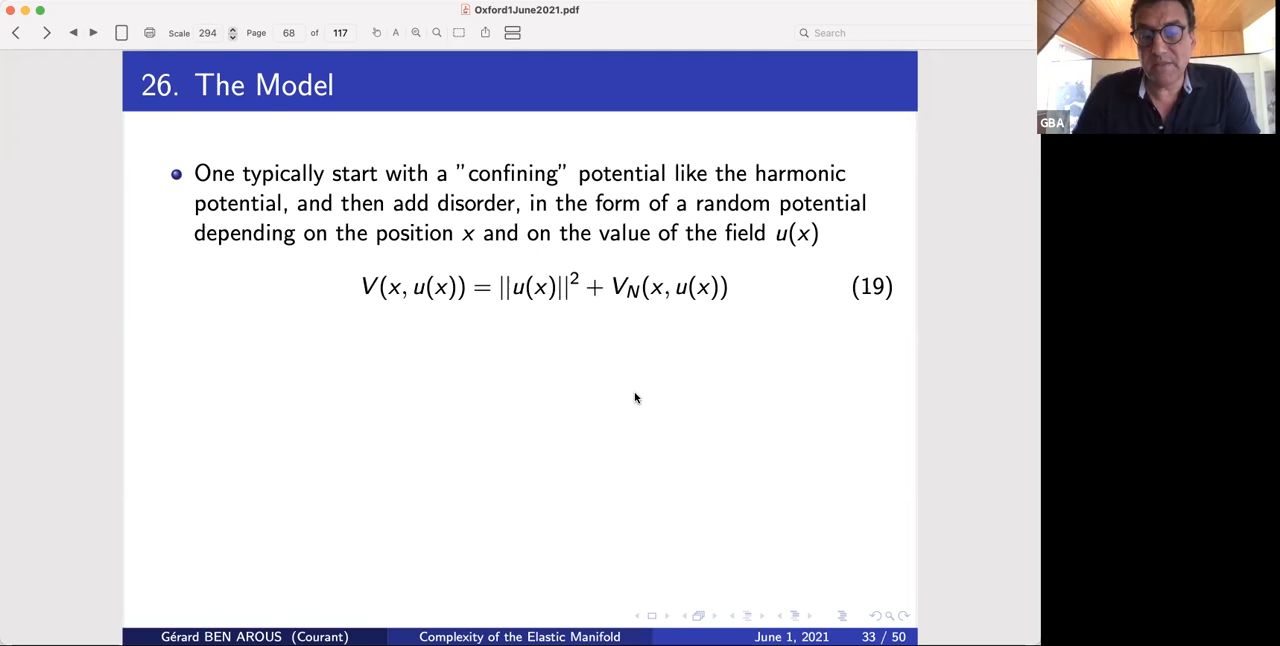 Oxford1June2021.pdf
Scale 294 Page 68 of 117 A Search
GBA
26. The Model
One typically start with a "confining" potential like the harmonic
potential, and then add disorder, in the form of a random potential
depending on the position x and on the value of the field u(x)
V(x, u(x)) = ||u(x)||² + V_N(x, u(x)) (19)
Gérard BEN AROUS (Courant) Complexity of the Elastic Manifold June 1, 2021 33 / 50